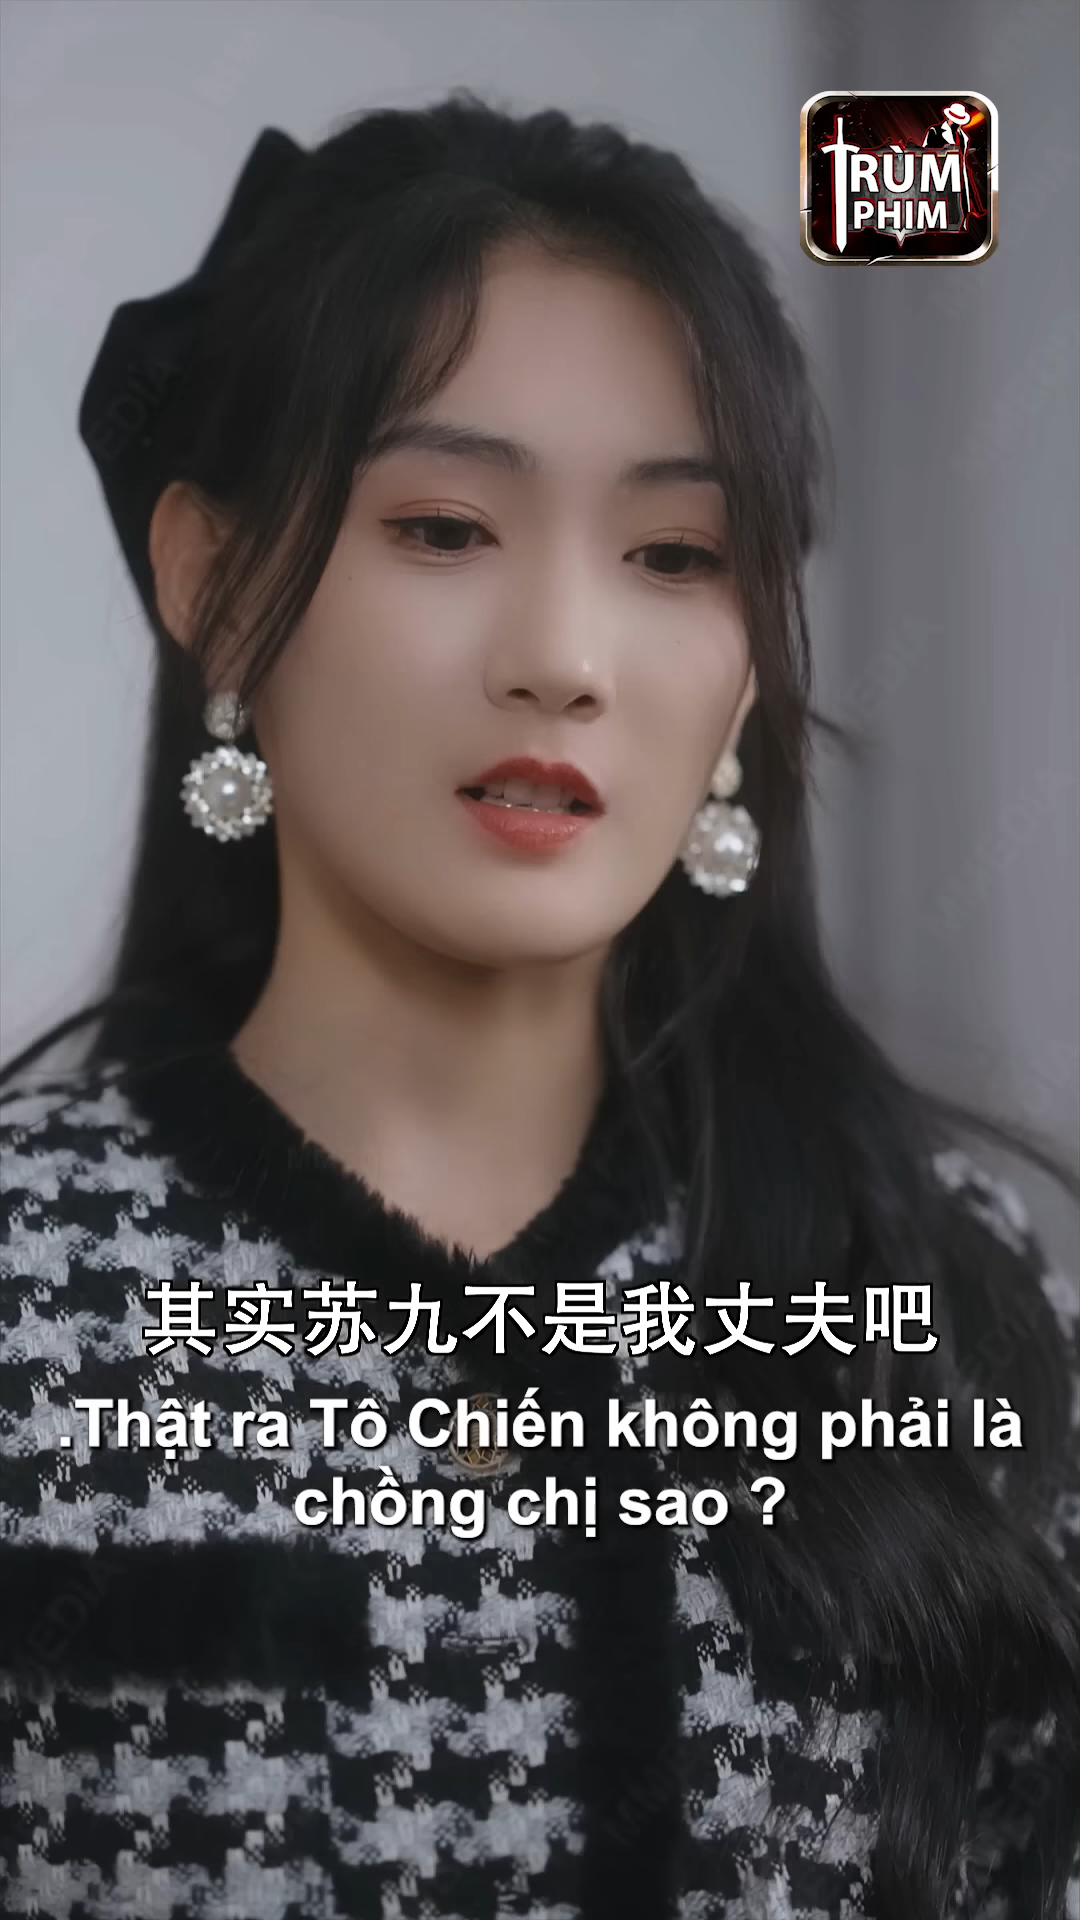 TRÙM
PHIM
其实苏九不是我丈夫吧
.Thật ra Tô Chiến không phải là
chồng chị sao ?